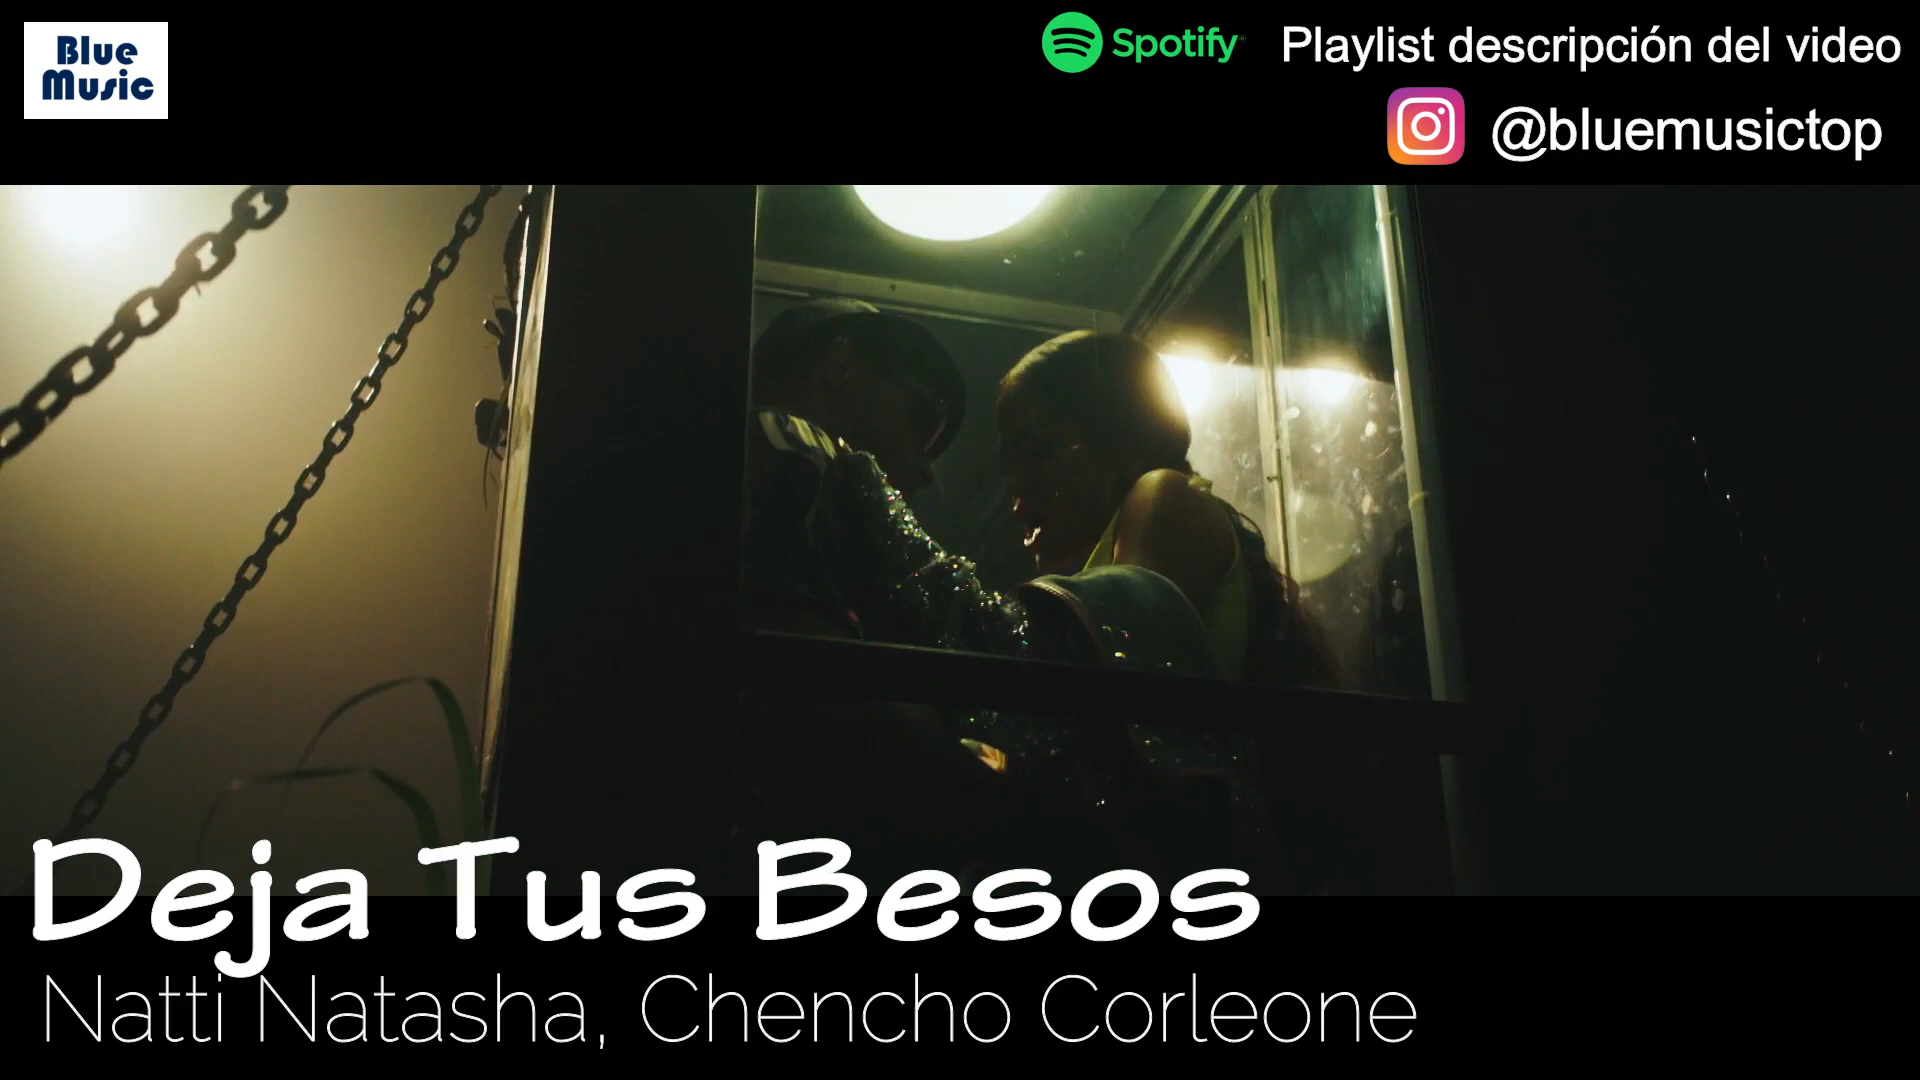 Blue
Music
Spotify
Playlist descripción del video
@bluemusictop
Deja Tus Besos
Natti Natasha, Chencho Corleone